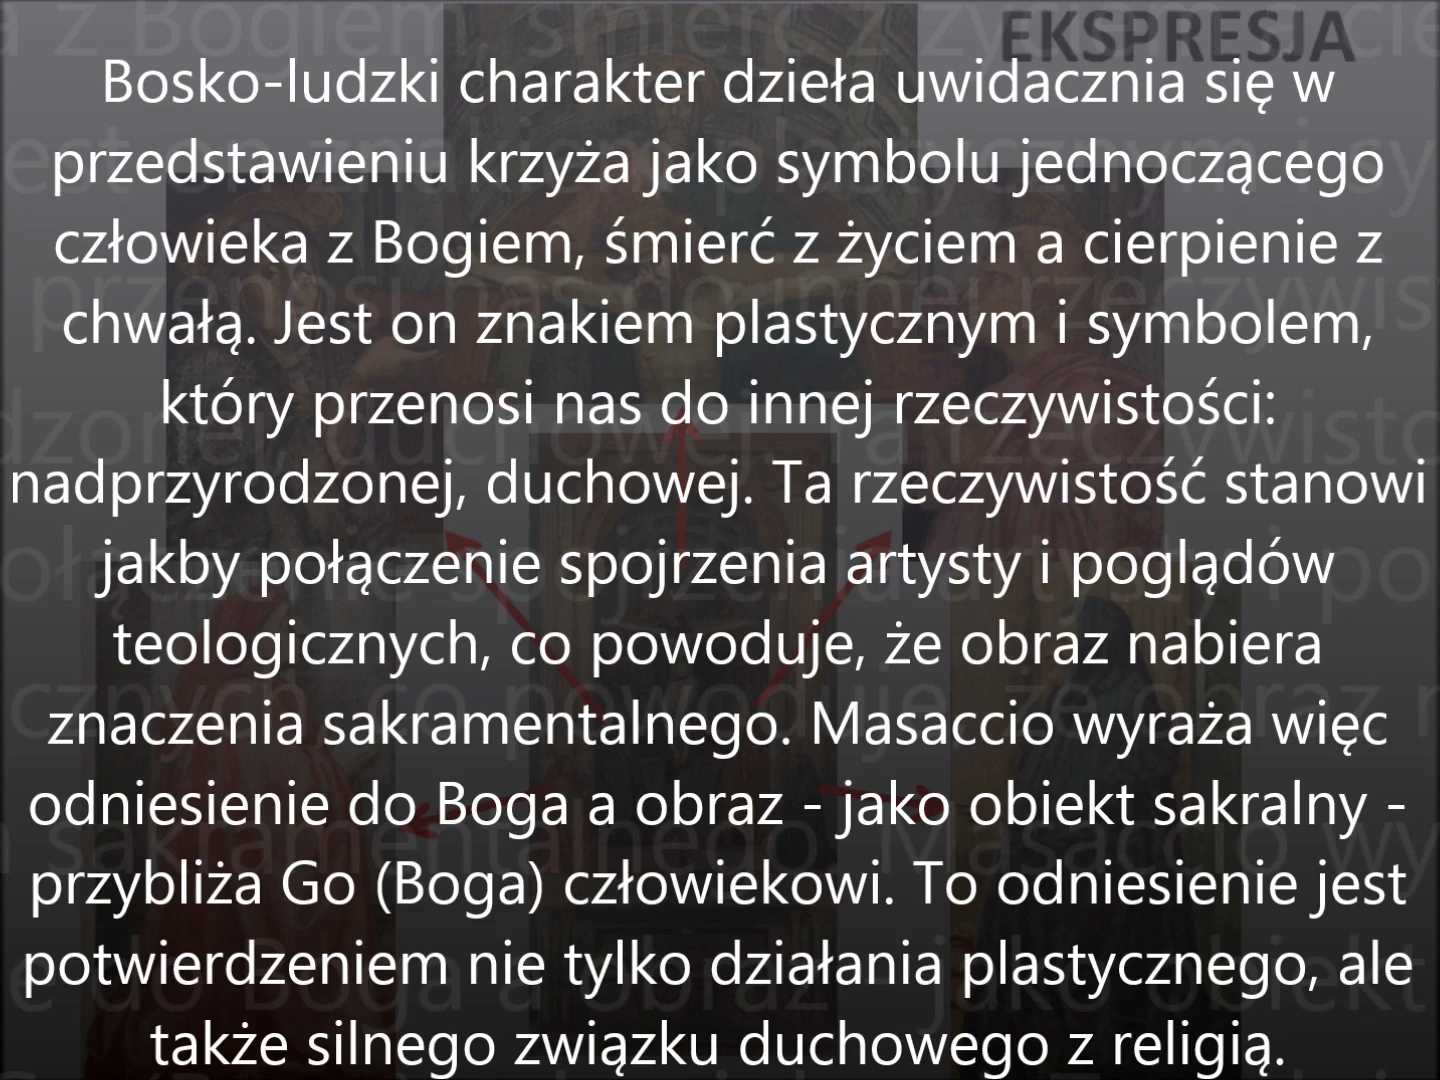 EKSPRESJA
Bosko-ludzki charakter dzieła uwidacznia się w
przedstawieniu krzyża jako symbolu jednoczącego
człowieka z Bogiem, śmierć z życiem a cierpienie z
chwałą. Jest on znakiem plastycznym i symbolem,
który przenosi nas do innej rzeczywistości:
nadprzyrodzonej, duchowej. Ta rzeczywistość stanowi
jakby połączenie spojrzenia artysty i poglądów
teologicznych, co powoduje, że obraz nabiera
znaczenia sakramentalnego. Masaccio wyraża więc
odniesienie do Boga a obraz - jako obiekt sakralny -
przybliża Go (Boga) człowiekowi. To odniesienie jest
potwierdzeniem nie tylko działania plastycznego, ale
także silnego związku duchowego z religią.